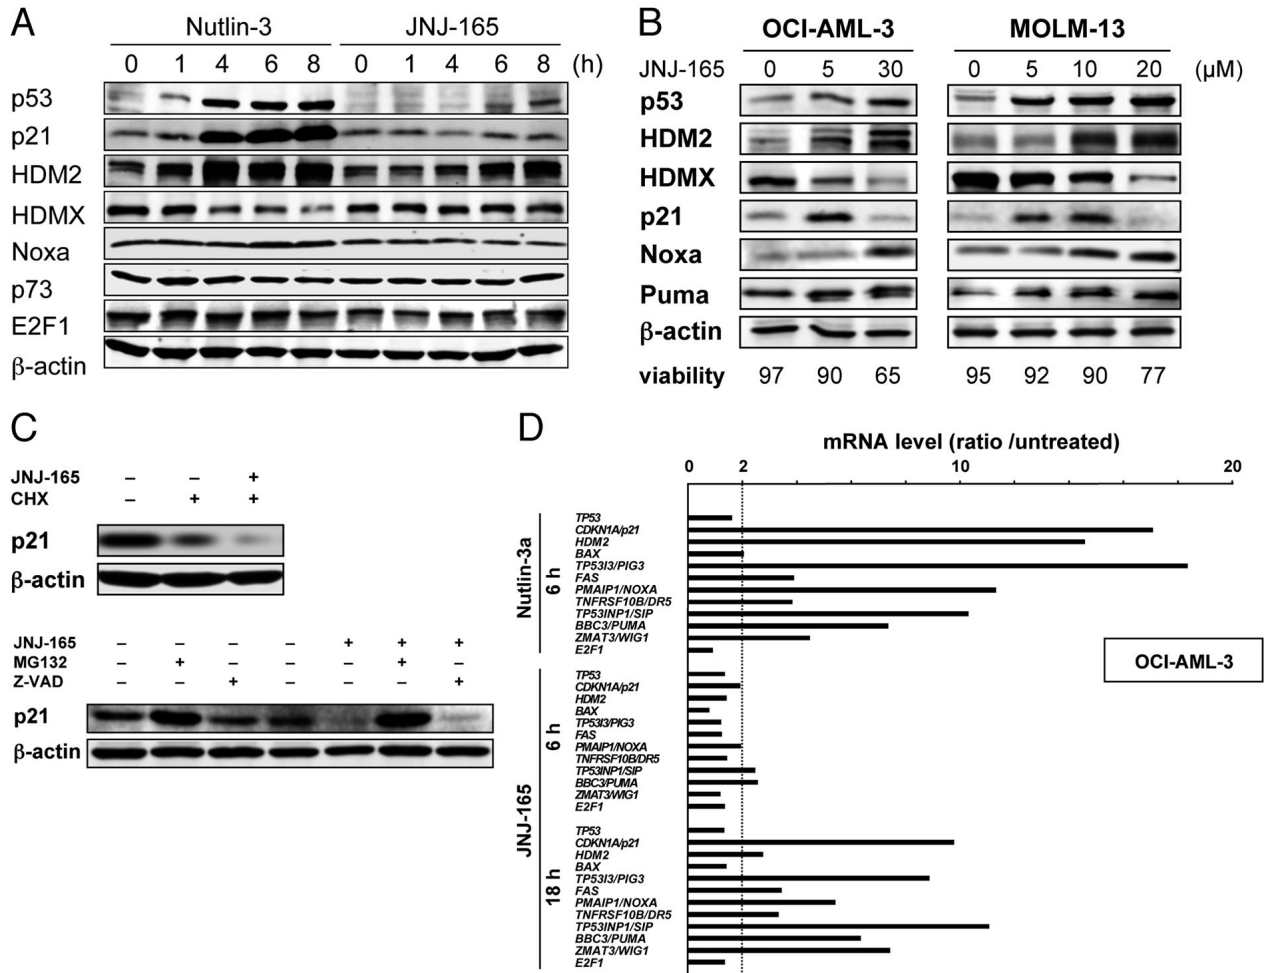 A
Nutlin-3 JNJ-165
0 1 4 6 8 0 1 4 6 8 (h)
p53
p21
HDM2
HDMX
Noxa
p73
E2F1
β-actin
B
OCI-AML-3 MOLM-13
JNJ-165 0 5 30 0 5 10 20 (µM)
p53
HDM2
HDMX
p21
Noxa
Puma
β-actin
viability 97 90 65 95 92 90 77
C
JNJ-165 – – +
CHX – + +
p21
β-actin
JNJ-165 – – – – + + +
MG132 – + – – – + –
Z-VAD – – + – – – +
p21
β-actin
D
mRNA level (ratio /untreated)
0 2 10 20
Nutlin-3a
6 h
TP53
CDKN1A/p21
HDM2
BAX
TP53I3/PIG3
FAS
PMAIP1/NOXA
TNFRSF10B/DR5
TP53INP1/SIP
BBC3/PUMA
ZMAT3/WIG1
E2F1
JNJ-165
6 h
TP53
CDKN1A/p21
HDM2
BAX
TP53I3/PIG3
FAS
PMAIP1/NOXA
TNFRSF10B/DR5
TP53INP1/SIP
BBC3/PUMA
ZMAT3/WIG1
E2F1
18 h
TP53
CDKN1A/p21
HDM2
BAX
TP53I3/PIG3
FAS
PMAIP1/NOXA
TNFRSF10B/DR5
TP53INP1/SIP
BBC3/PUMA
ZMAT3/WIG1
E2F1
OCI-AML-3